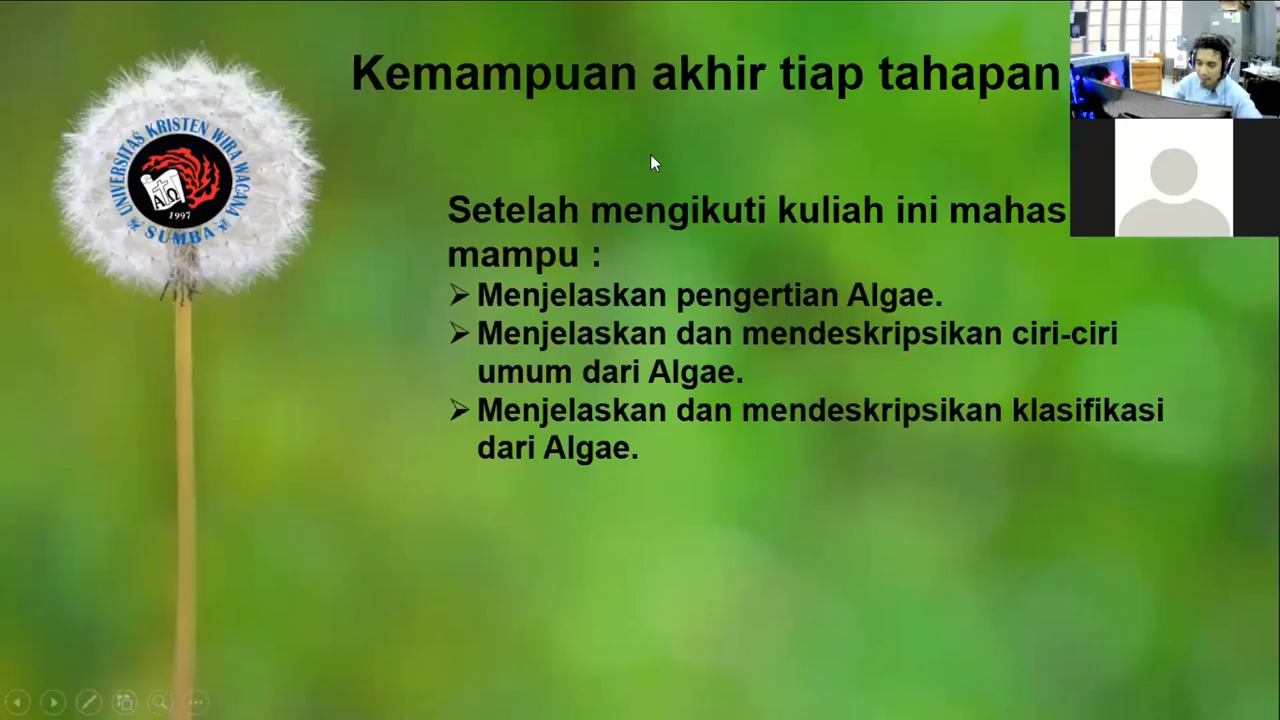 Kemampuan akhir tiap tahapan
UNIVERSITAS KRISTEN WIRA WACANA
ΑΩ
1997
SUMBA
Setelah mengikuti kuliah ini mahas
mampu :
Menjelaskan pengertian Algae.
Menjelaskan dan mendeskripsikan ciri-ciri
umum dari Algae.
Menjelaskan dan mendeskripsikan klasifikasi
dari Algae.